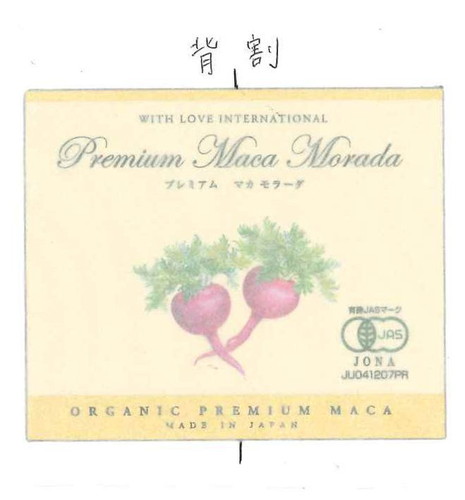 背割
WITH LOVE INTERNATIONAL
Premium Maca Morada
プレミアム マカ モラーダ
有機JASマーク
JAS
JONA
JU041207PR
ORGANIC PREMIUM MACA
MADE IN JAPAN